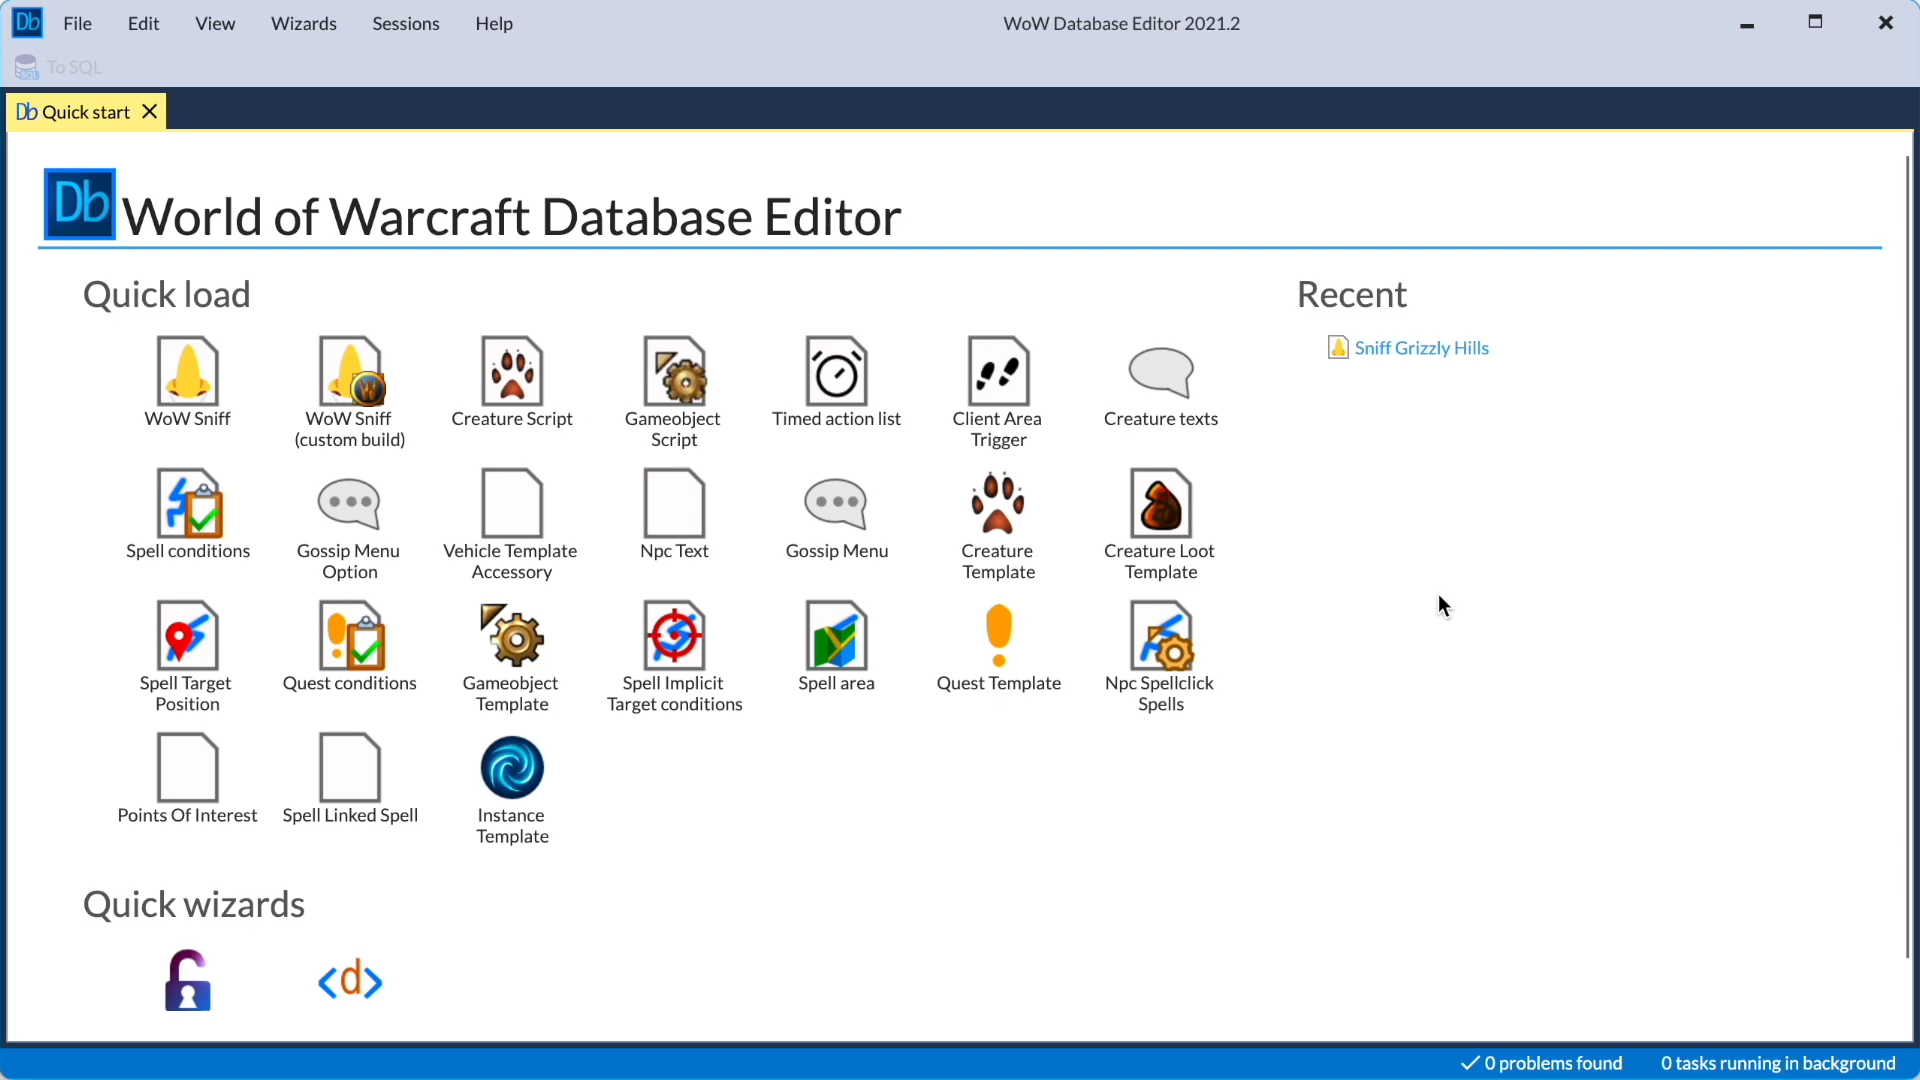 Db File Edit View Wizards Sessions Help WoW Database Editor 2021.2
SQL To SQL
Db Quick start
Db World of Warcraft Database Editor
Quick load
Recent
Sniff Grizzly Hills
WoW Sniff
WoW Sniff
(custom build)
Creature Script
Gameobject
Script
Timed action list
Client Area
Trigger
Creature texts
Spell conditions
Gossip Menu
Option
Vehicle Template
Accessory
Npc Text
Gossip Menu
Creature
Template
Creature Loot
Template
Spell Target
Position
Quest conditions
Gameobject
Template
Spell Implicit
Target conditions
Spell area
Quest Template
Npc Spellclick
Spells
Points Of Interest
Spell Linked Spell
Instance
Template
Quick wizards
<d>
0 problems found 0 tasks running in background